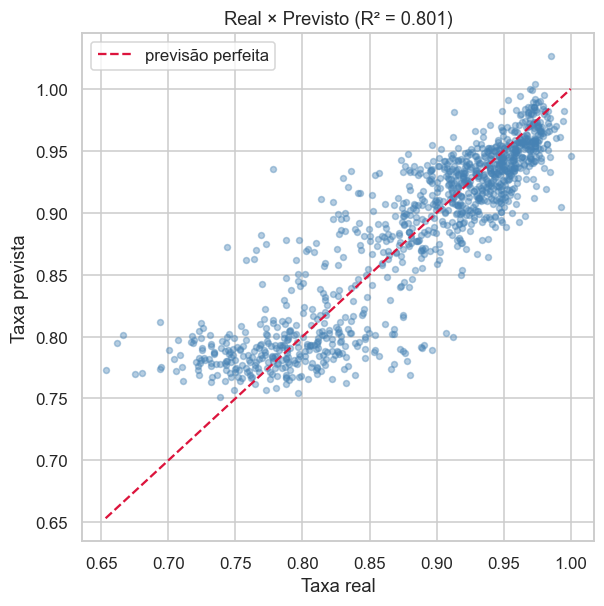 Real × Previsto (R² = 0.801)
previsão perfeita
1.00
0.95
0.90
0.85
0.80
0.75
0.70
0.65
Taxa prevista
0.65 0.70 0.75 0.80 0.85 0.90 0.95 1.00
Taxa real